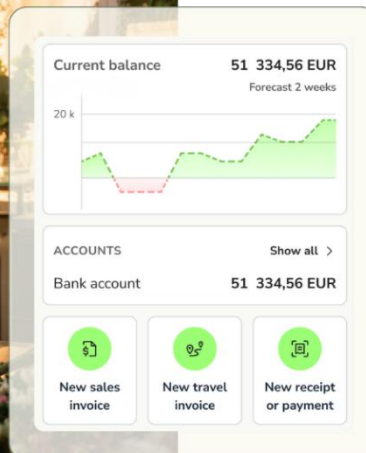 Current balance 51 334,56 EUR
Forecast 2 weeks
20 k
ACCOUNTS Show all >
Bank account 51 334,56 EUR
New sales
invoice
New travel
invoice
New receipt
or payment